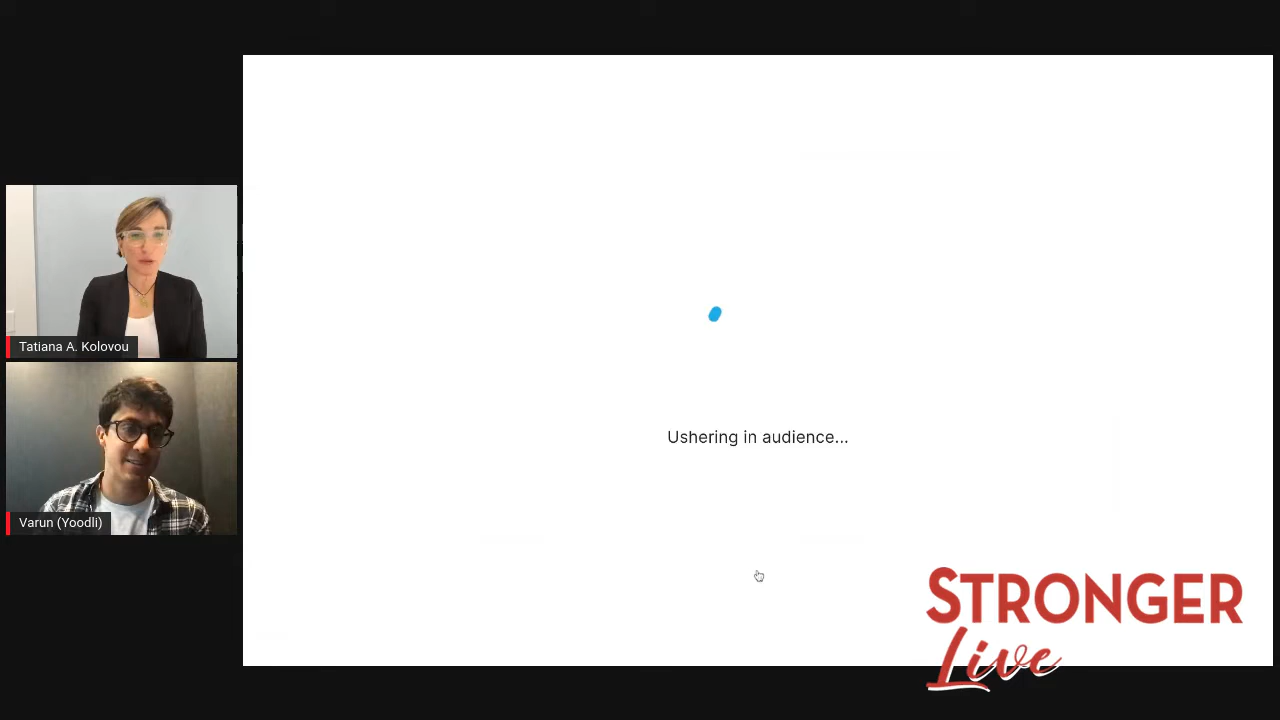 Tatiana A. Kolovou
Varun (Yoodli)
Ushering in audience...
STRONGER
Live